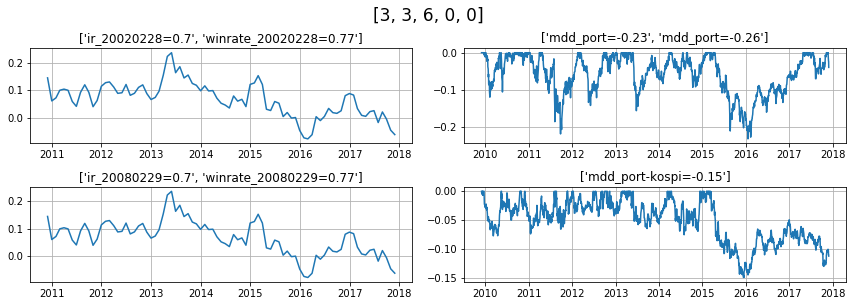 [3, 3, 6, 0, 0]
['ir_20020228=0.7', 'winrate_20020228=0.77']
0.2
0.1
0.0
2011 2012 2013 2014 2015 2016 2017 2018
['mdd_port=-0.23', 'mdd_port=-0.26']
0.0
−0.1
−0.2
2010 2011 2012 2013 2014 2015 2016 2017 2018
['ir_20080229=0.7', 'winrate_20080229=0.77']
0.2
0.1
0.0
2011 2012 2013 2014 2015 2016 2017 2018
['mdd_port-kospi=-0.15']
0.00
−0.05
−0.10
−0.15
2010 2011 2012 2013 2014 2015 2016 2017 2018